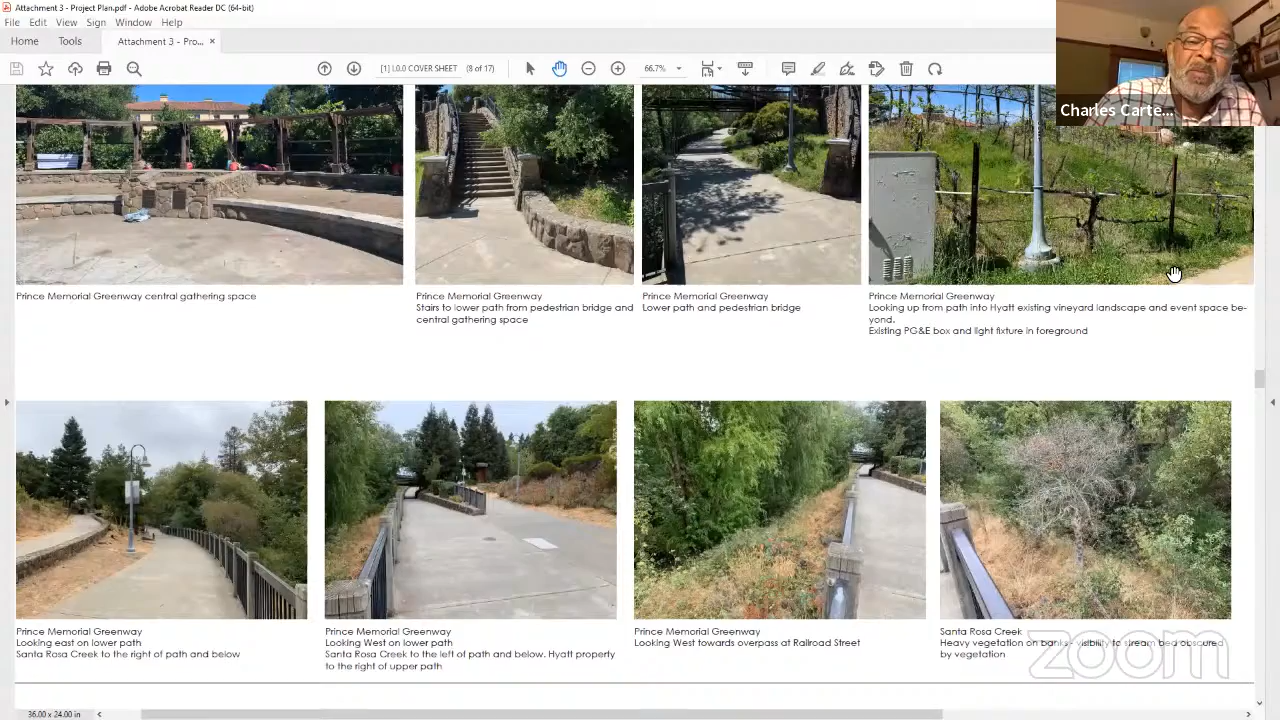 Attachment 3 - Project Plan.pdf - Adobe Acrobat Reader DC (64-bit)
File Edit View Sign Window Help
Home Tools Attachment 3 - Pro... ×
[1] L0.0 COVER SHEET (8 of 17) 66.7%
Charles Carte...
Prince Memorial Greenway central gathering space
Prince Memorial Greenway
Stairs to lower path from pedestrian bridge and
central gathering space
Prince Memorial Greenway
Lower path and pedestrian bridge
Prince Memorial Greenway
Looking up from path into Hyatt existing vineyard landscape and event space be-
yond.
Existing PG&E box and light fixture in foreground
Prince Memorial Greenway
Looking east on lower path
Santa Rosa Creek to the right of path and below
Prince Memorial Greenway
Looking West on lower path
Santa Rosa Creek to the left of path and below. Hyatt property
to the right of upper path
Prince Memorial Greenway
Looking West towards overpass at Railroad Street
Santa Rosa Creek
Heavy vegetation on banks - visibility to stream bed obscured
by vegetation
zoom
36.00 x 24.00 in